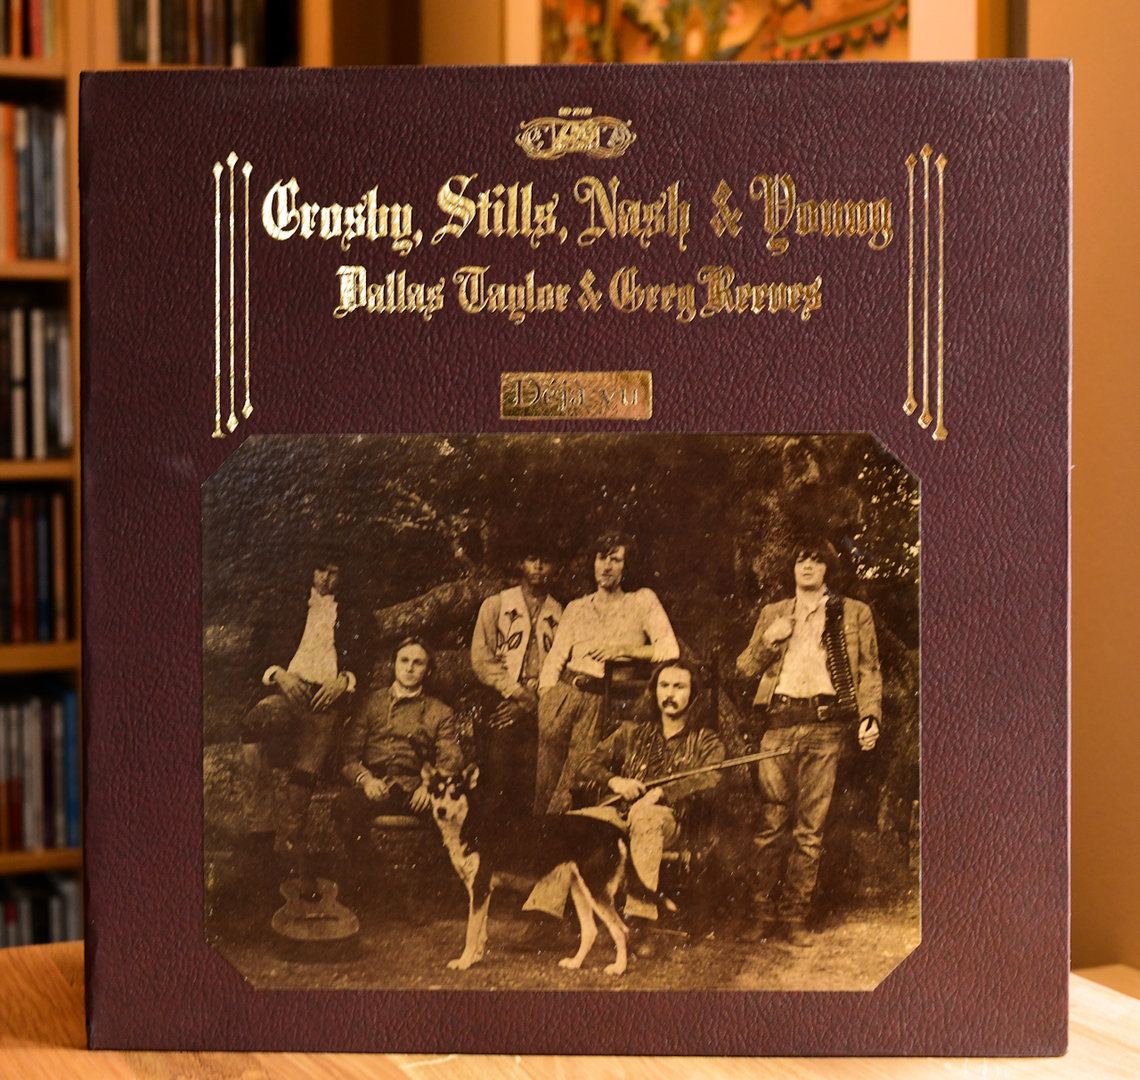 Crosby, Stills, Nash & Young
Dallas Taylor & Greg Reeves
Déjà vu